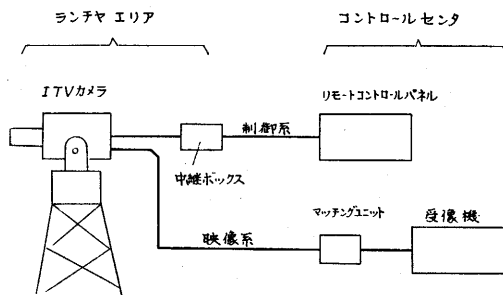 ランチャ エリア
コントロールセンタ
ITVカメラ
リモートコントロールパネル
制御系
中継ボックス
マッチングユニット
受像機
映像系